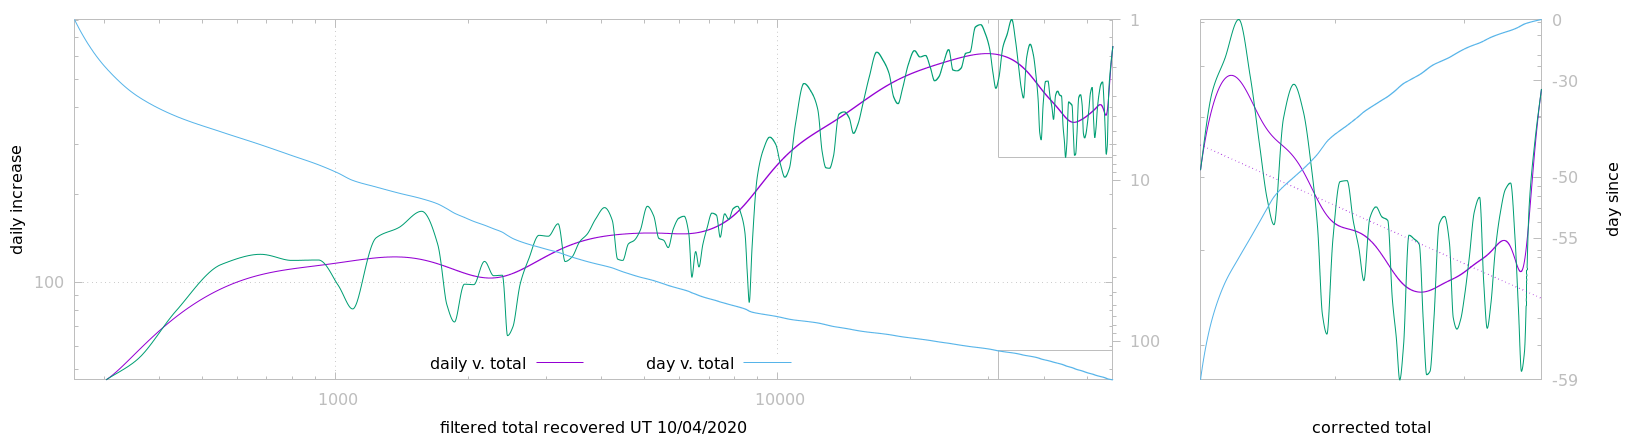 daily increase
100
1000
10000
daily v. total
day v. total
1
10
100
filtered total recovered UT 10/04/2020
0
-30
-50
-55
-59
day since
corrected total